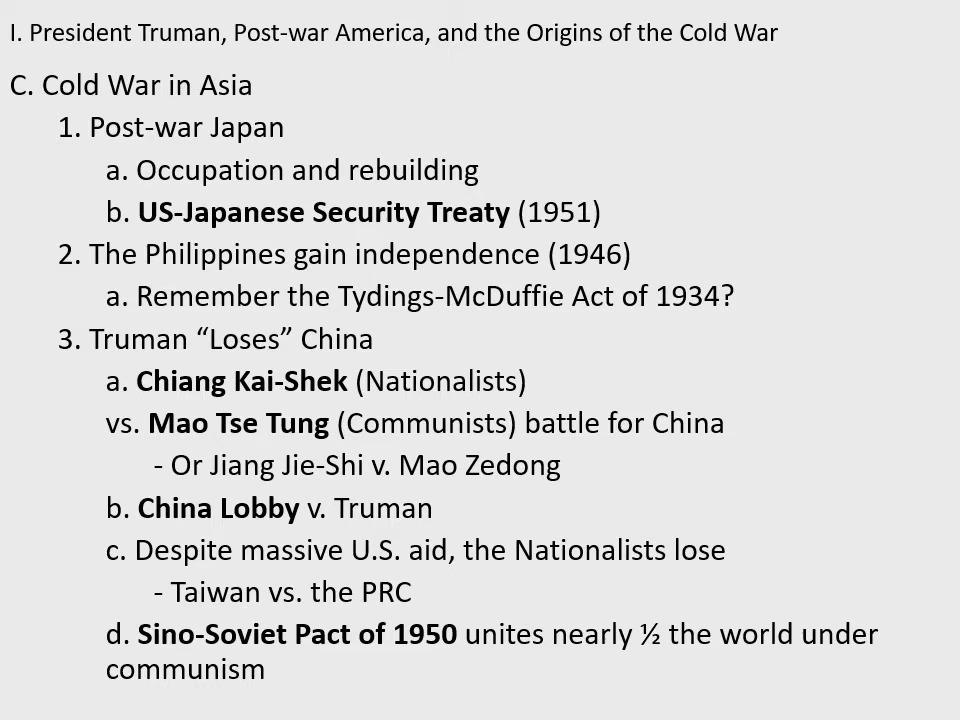 I. President Truman, Post-war America, and the Origins of the Cold War
C. Cold War in Asia
1. Post-war Japan
a. Occupation and rebuilding
b. US-Japanese Security Treaty (1951)
2. The Philippines gain independence (1946)
a. Remember the Tydings-McDuffie Act of 1934?
3. Truman “Loses” China
a. Chiang Kai-Shek (Nationalists)
vs. Mao Tse Tung (Communists) battle for China
- Or Jiang Jie-Shi v. Mao Zedong
b. China Lobby v. Truman
c. Despite massive U.S. aid, the Nationalists lose
- Taiwan vs. the PRC
d. Sino-Soviet Pact of 1950 unites nearly ½ the world under
communism